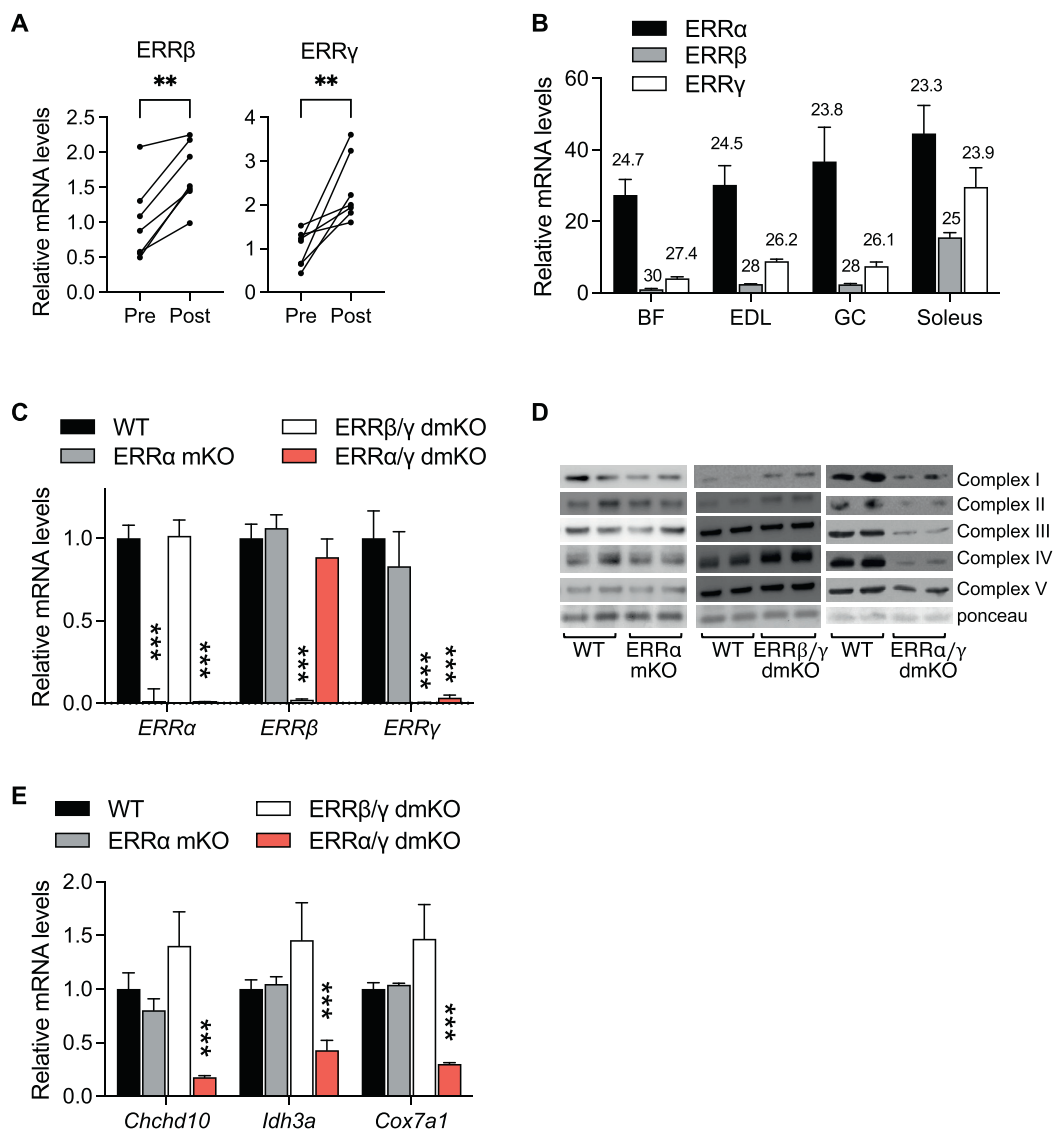 A
ERRβ
ERRγ
**
**
Relative mRNA levels
2.5
2.0
1.5
1.0
0.5
0.0
4
3
2
1
0
Pre Post
Pre Post
B
ERRα
ERRβ
ERRγ
Relative mRNA levels
60
40
20
0
24.7
30
27.4
24.5
28
26.2
23.8
28
26.1
23.3
25
23.9
BF EDL GC Soleus
C
WT
ERRα mKO
ERRβ/γ dmKO
ERRα/γ dmKO
Relative mRNA levels
1.0
0.5
0.0
***
***
***
***
***
ERRα ERRβ ERRγ
D
Complex I
Complex II
Complex III
Complex IV
Complex V
ponceau
WT
ERRα
mKO
WT
ERRβ/γ
dmKO
WT
ERRα/γ
dmKO
E
WT
ERRα mKO
ERRβ/γ dmKO
ERRα/γ dmKO
Relative mRNA levels
2.0
1.5
1.0
0.5
0.0
***
***
***
Chchd10 Idh3a Cox7a1